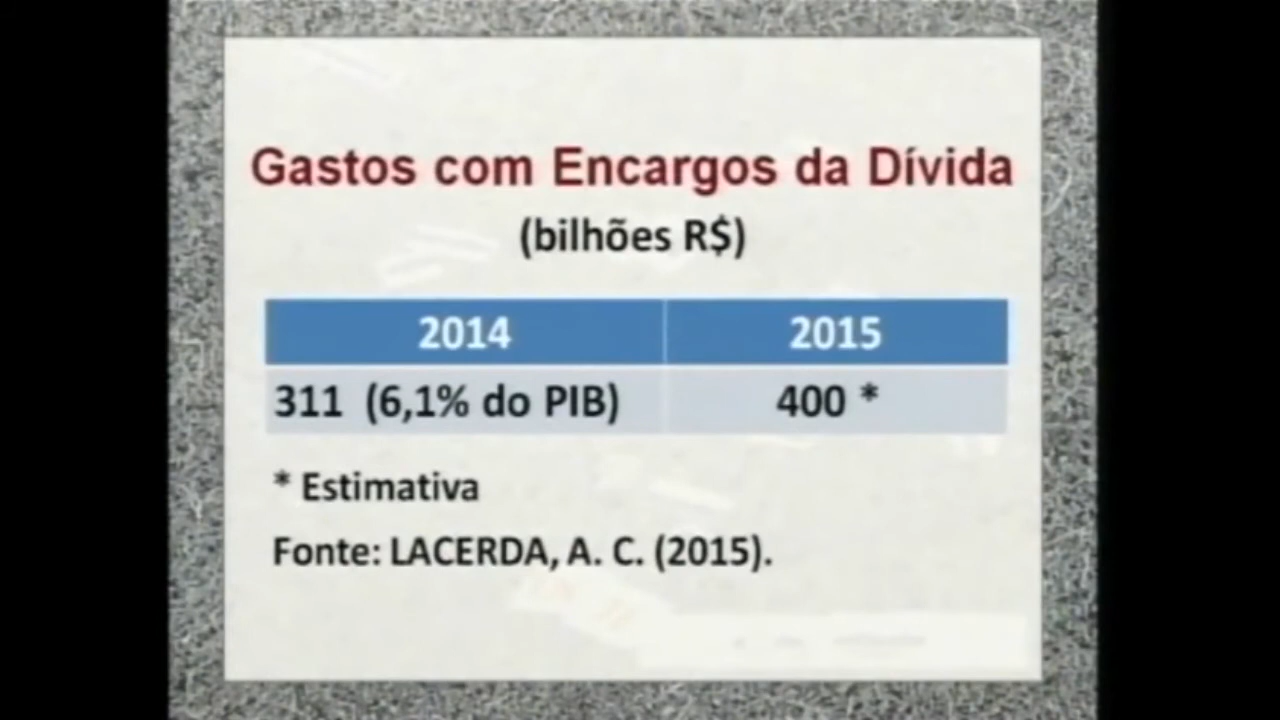 Gastos com Encargos da Dívida
(bilhões R$)
2014 2015
311 (6,1% do PIB) 400 *
* Estimativa
Fonte: LACERDA, A. C. (2015).